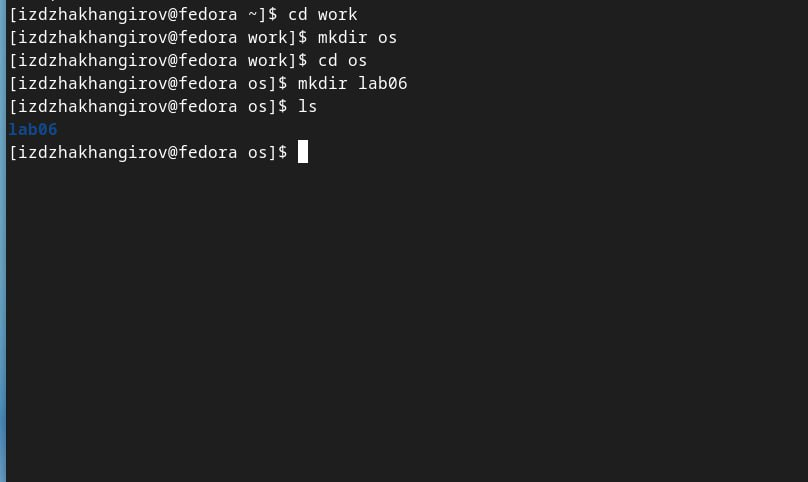 [izdzhakhangirov@fedora ~]$ cd work
[izdzhakhangirov@fedora work]$ mkdir os
[izdzhakhangirov@fedora work]$ cd os
[izdzhakhangirov@fedora os]$ mkdir lab06
[izdzhakhangirov@fedora os]$ ls
lab06
[izdzhakhangirov@fedora os]$